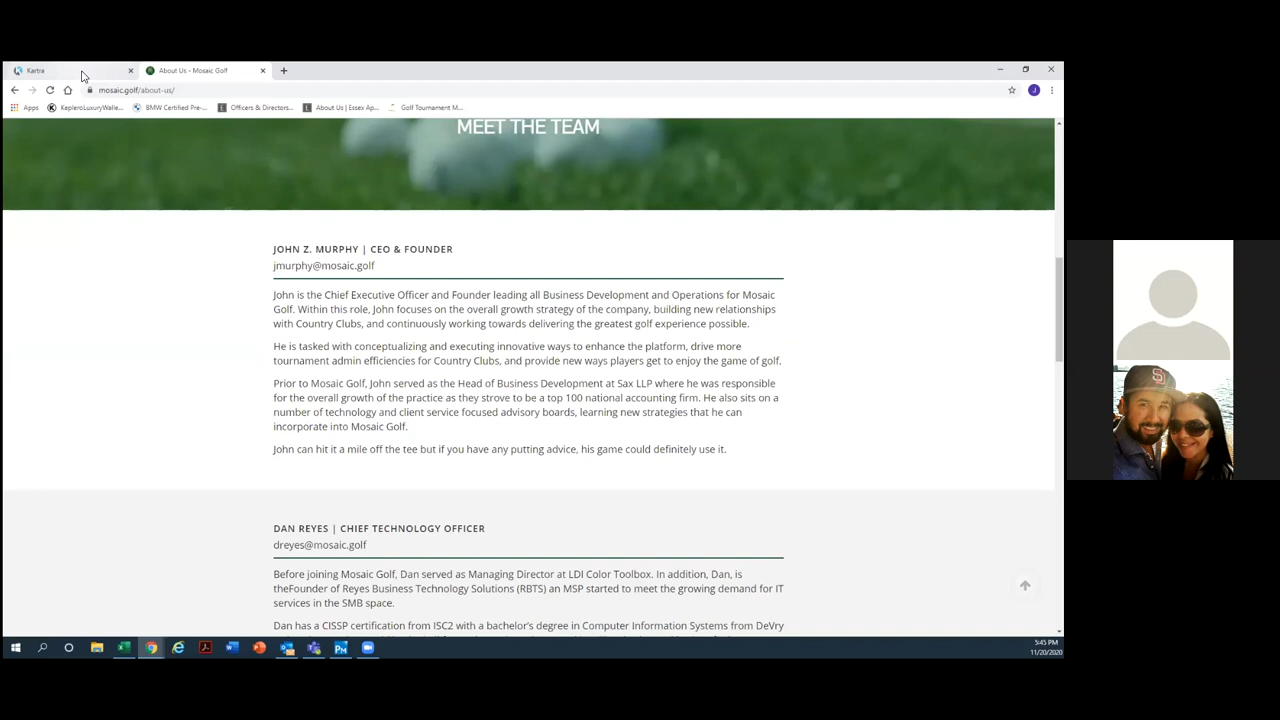 Kartra
About Us - Mosaic Golf
mosaic.golf/about-us/
Apps
KepleroLuxuryWalle...
BMW Certified Pre-...
Officers & Directors...
About Us | Essex Ap...
Golf Tournament M...
MEET THE TEAM
JOHN Z. MURPHY | CEO & FOUNDER
jmurphy@mosaic.golf
John is the Chief Executive Officer and Founder leading all Business Development and Operations for Mosaic
Golf. Within this role, John focuses on the overall growth strategy of the company, building new relationships
with Country Clubs, and continuously working towards delivering the greatest golf experience possible.
He is tasked with conceptualizing and executing innovative ways to enhance the platform, drive more
tournament admin efficiencies for Country Clubs, and provide new ways players get to enjoy the game of golf.
Prior to Mosaic Golf, John served as the Head of Business Development at Sax LLP where he was responsible
for the overall growth of the practice as they strove to be a top 100 national accounting firm. He also sits on a
number of technology and client service focused advisory boards, learning new strategies that he can
incorporate into Mosaic Golf.
John can hit it a mile off the tee but if you have any putting advice, his game could definitely use it.
DAN REYES | CHIEF TECHNOLOGY OFFICER
dreyes@mosaic.golf
Before joining Mosaic Golf, Dan served as Managing Director at LDI Color Toolbox. In addition, Dan, is
theFounder of Reyes Business Technology Solutions (RBTS) an MSP started to meet the growing demand for IT
services in the SMB space.
Dan has a CISSP certification from ISC2 with a bachelor's degree in Computer Information Systems from DeVry
5:45 PM
11/20/2020